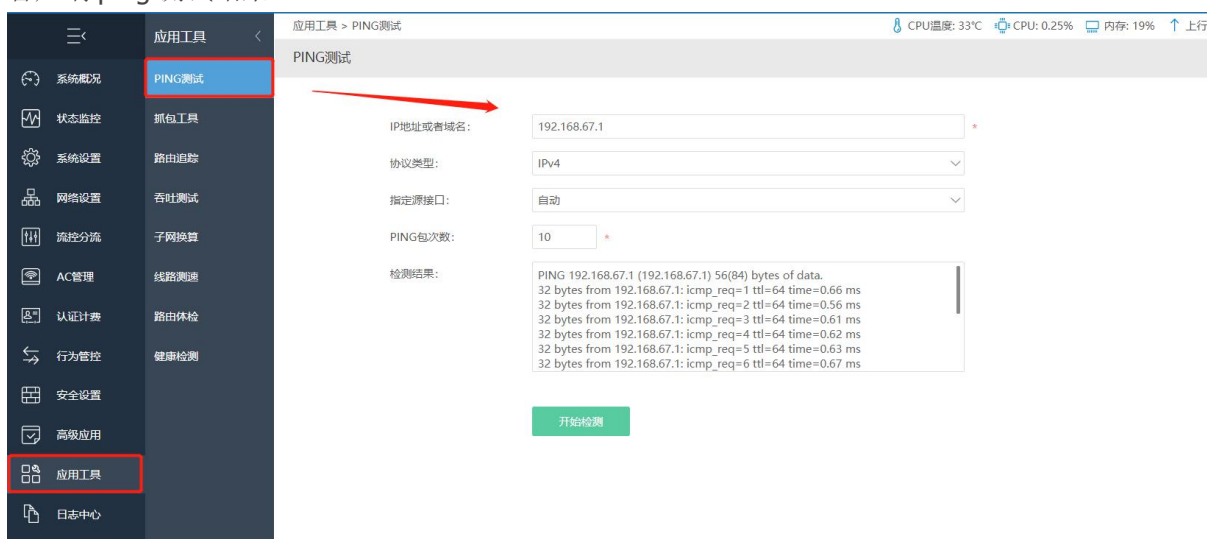 应用工具 > PING测试
CPU温度: 33°C CPU: 0.25% 内存: 19% 上行
应用工具
PING测试
系统概况
PING测试
状态监控
抓包工具
IP地址或者域名: 192.168.67.1 *
系统设置
路由追踪
协议类型: IPv4
网络设置
吞吐测试
指定源接口: 自动
流控分流
子网换算
PING包次数: 10 *
AC管理
线路测速
检测结果:
PING 192.168.67.1 (192.168.67.1) 56(84) bytes of data.
32 bytes from 192.168.67.1: icmp_req=1 ttl=64 time=0.66 ms
32 bytes from 192.168.67.1: icmp_req=2 ttl=64 time=0.56 ms
32 bytes from 192.168.67.1: icmp_req=3 ttl=64 time=0.61 ms
32 bytes from 192.168.67.1: icmp_req=4 ttl=64 time=0.62 ms
32 bytes from 192.168.67.1: icmp_req=5 ttl=64 time=0.63 ms
32 bytes from 192.168.67.1: icmp_req=6 ttl=64 time=0.67 ms
认证计费
路由体检
行为管控
健康检测
安全设置
高级应用
开始检测
应用工具
日志中心